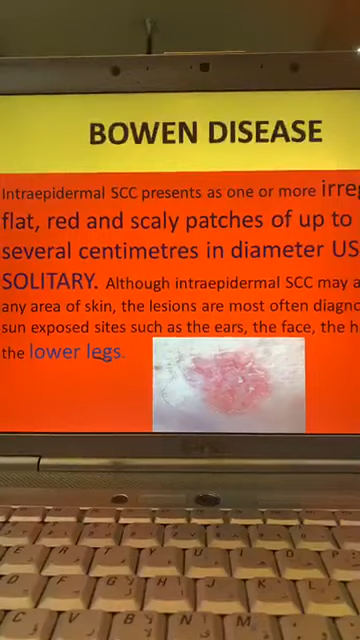 BOWEN DISEASE
Intraepidermal SCC presents as one or more
flat, red and scaly patches of up to
several centimetres in diameter
SOLITARY. Although intraepidermal SCC may
any area of skin, the lesions are most often
sun exposed sites such as the ears, the face, the
the lower legs.
E R T Y U I O P
D F G H J K L
C V B N M